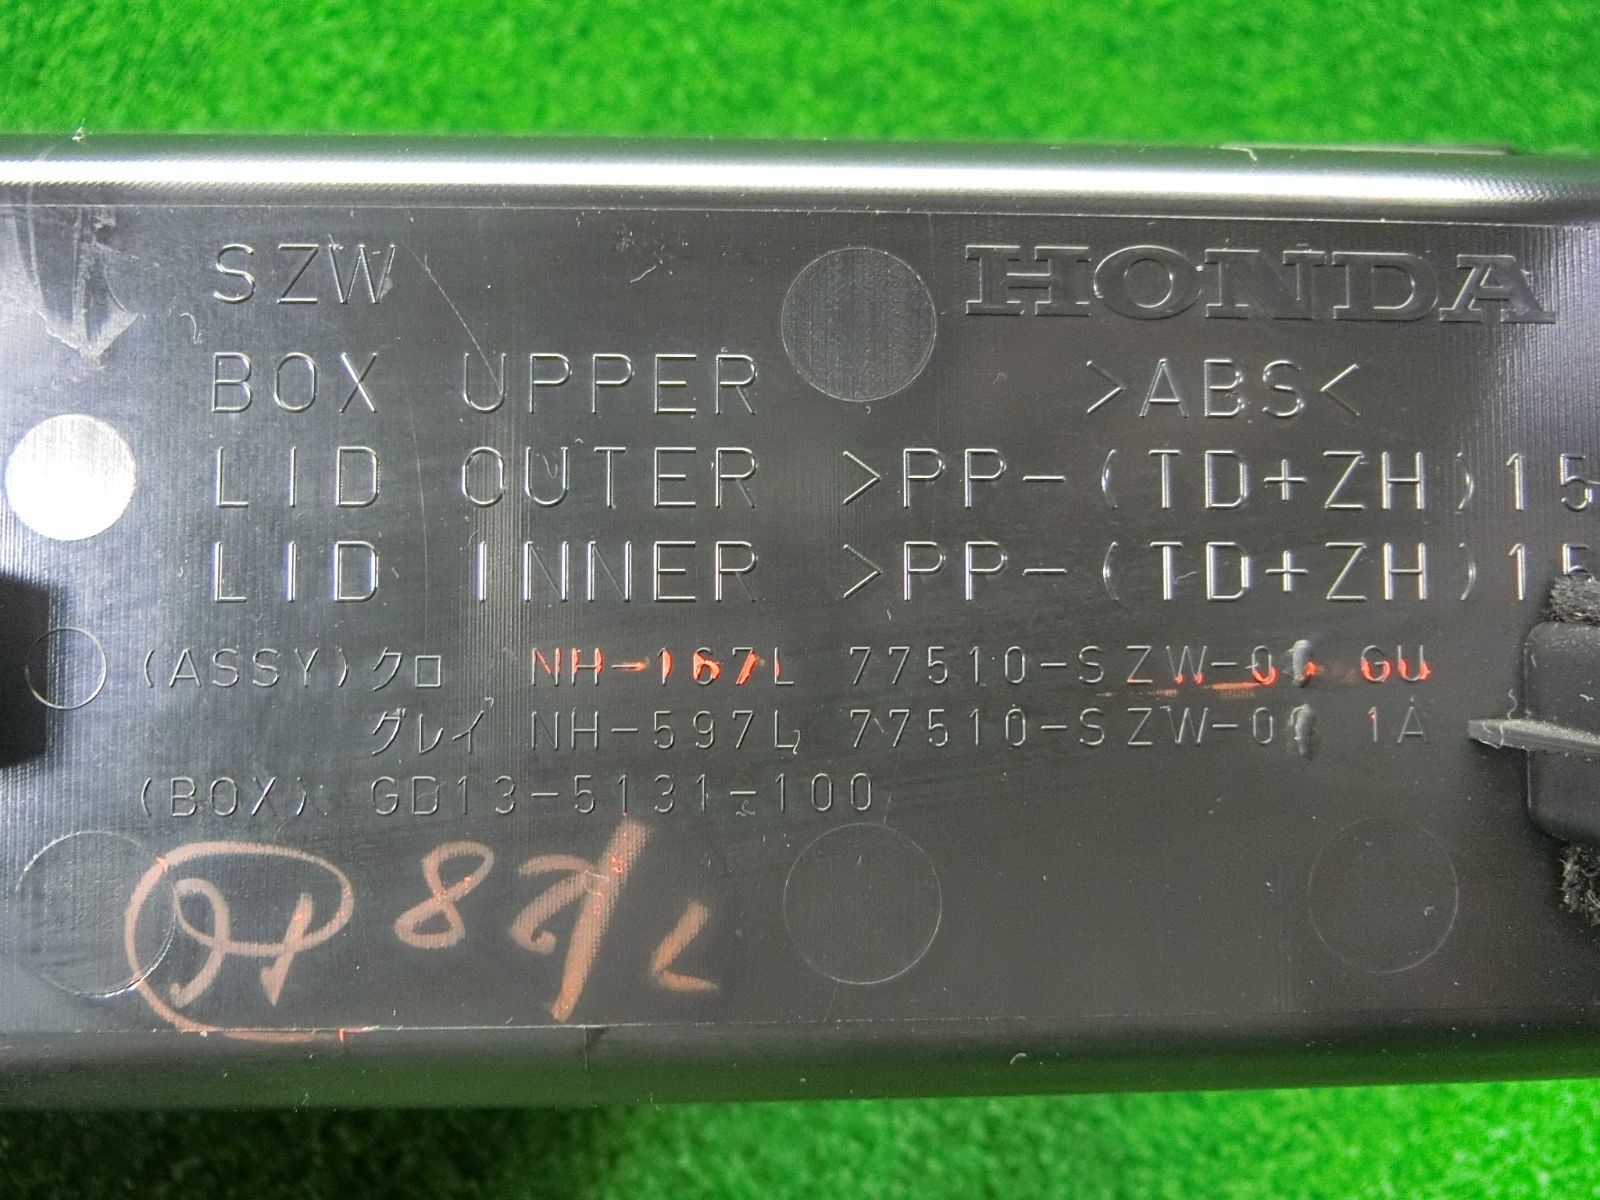 SZW HONDA
BOX UPPER >ABS<
LID OUTER >PP-(TD+ZH)15
LID INNER >PP-(TD+ZH)15
(ASSY)クロ NH-167L 77510-SZW-0 GU
グレイ NH-597L 77510-SZW-0 1A
(BOX) GD13-5131-100